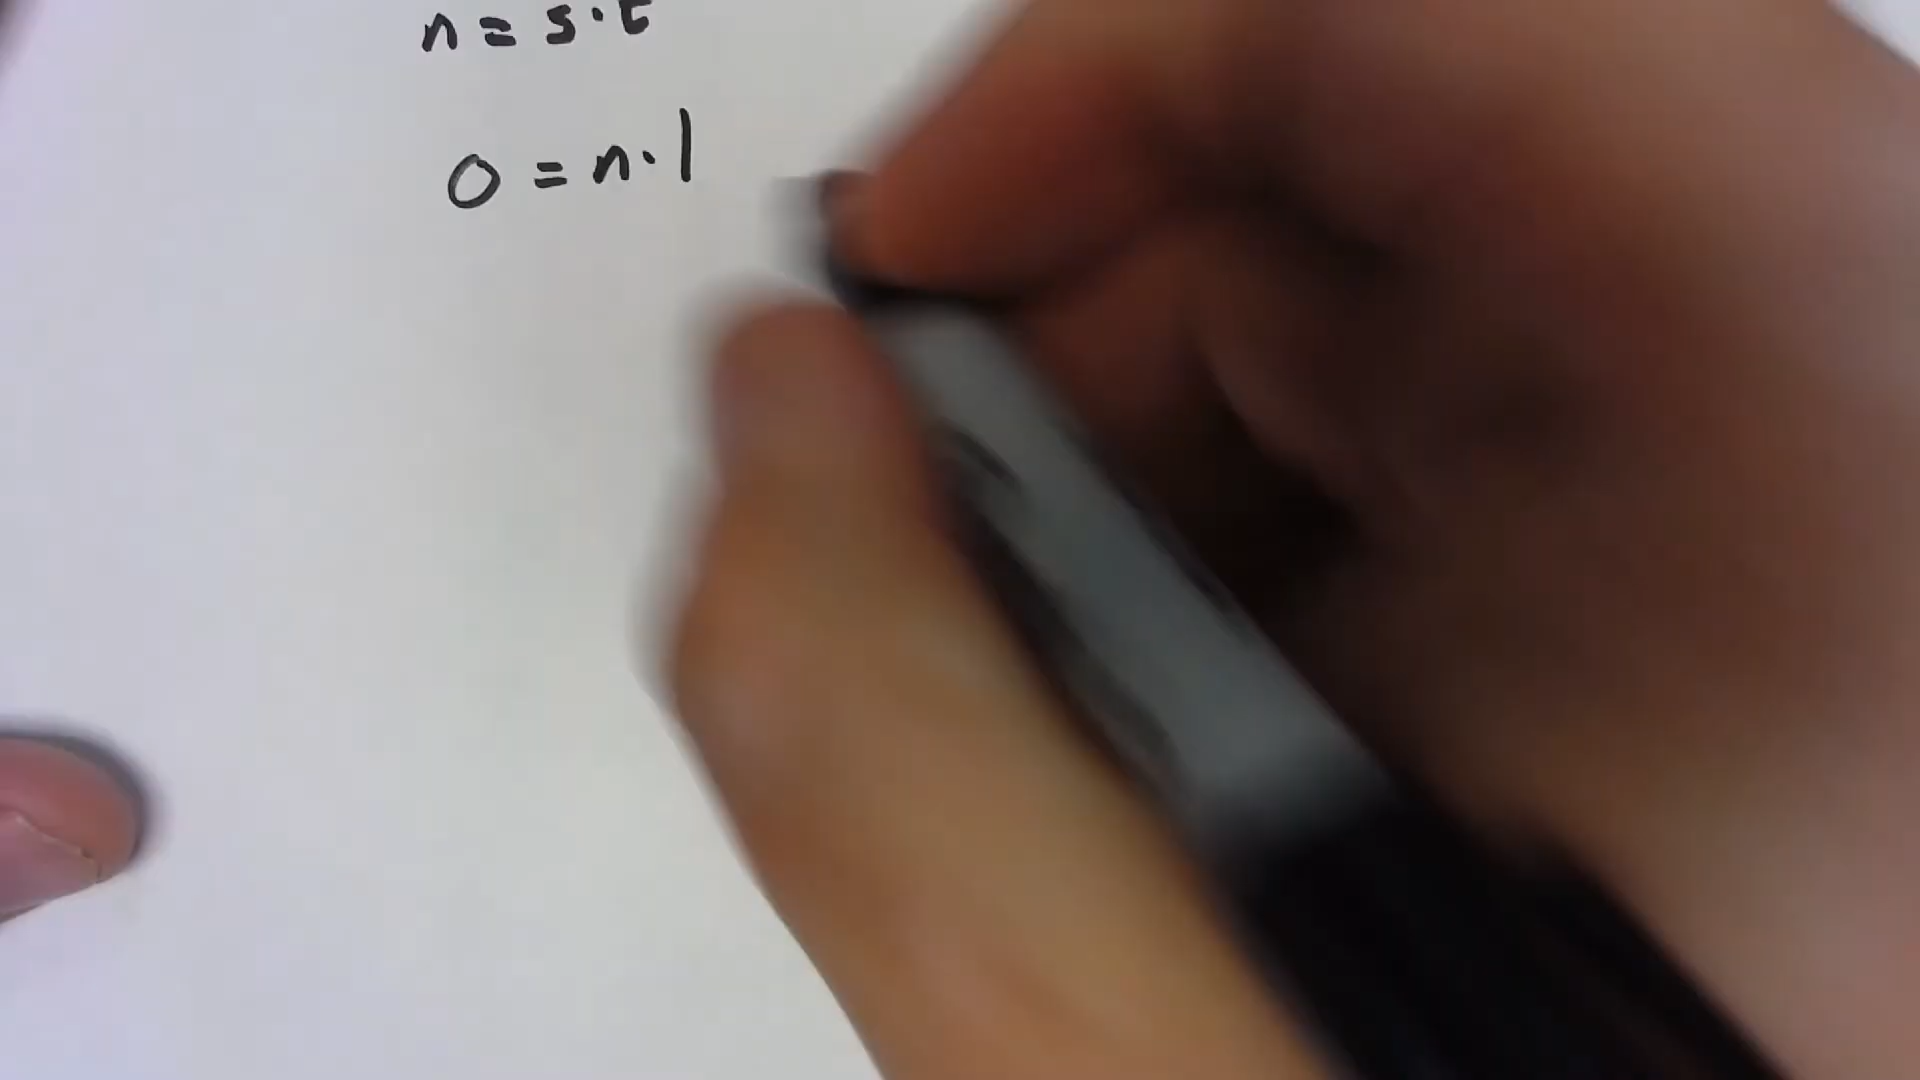 n = s·t
0 = n·1